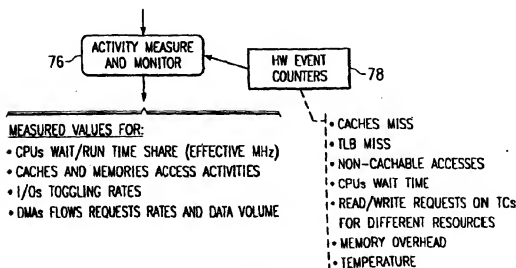 76
ACTIVITY MEASURE
AND MONITOR
HW EVENT
COUNTERS
78
MEASURED VALUES FOR:
• CPUs WAIT/RUN TIME SHARE (EFFECTIVE MHz)
• CACHES AND MEMORIES ACCESS ACTIVITIES
• I/Os TOGGLING RATES
• DMAs FLOWS REQUESTS RATES AND DATA VOLUME
• CACHES MISS
• TLB MISS
• NON-CACHABLE ACCESSES
• CPUs WAIT TIME
• READ/WRITE REQUESTS ON TCs
FOR DIFFERENT RESOURCES
• MEMORY OVERHEAD
• TEMPERATURE